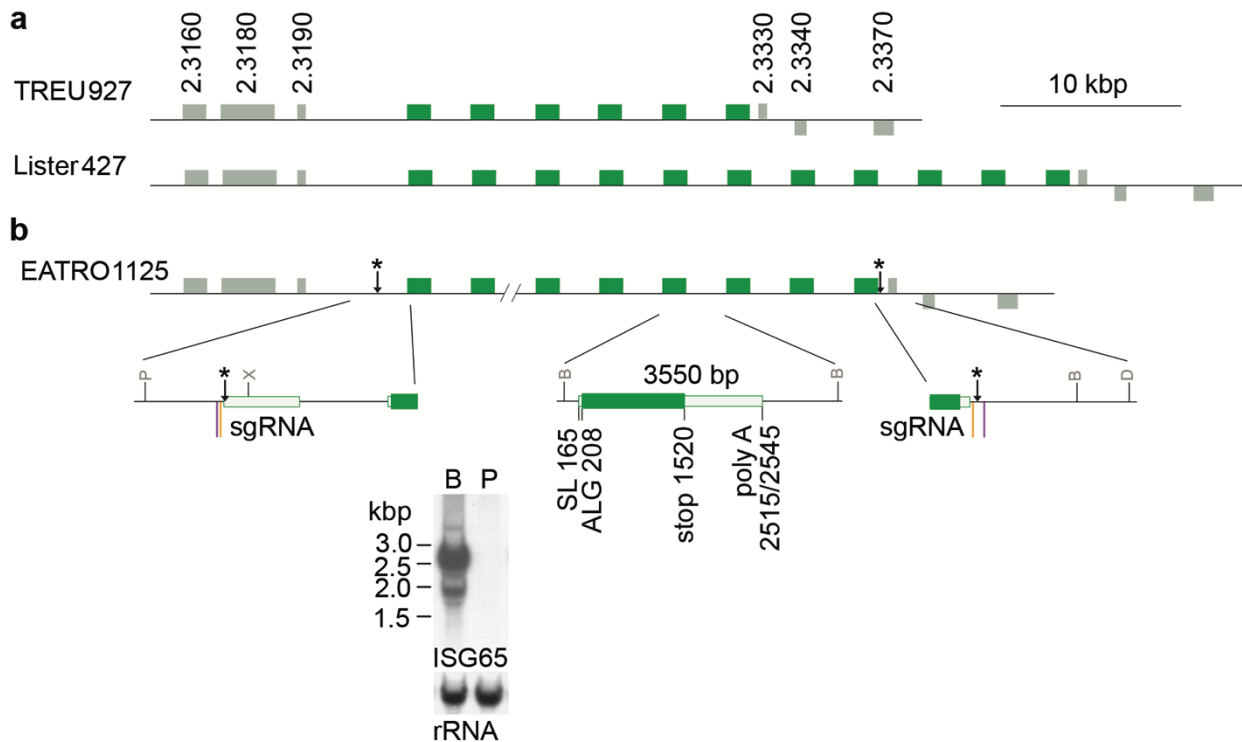 a
2.3160
2.3180
2.3190
2.3330
2.3340
2.3370
TREU927
10 kbp
Lister427
b
EATRO1125
*
*
P
*
X
sgRNA
B
3550 bp
B
SL 165
ALG 208
stop 1520
poly A
2515/2545
*
B
D
sgRNA
B P
kbp
3.0
2.5
2.0
1.5
ISG65
rRNA